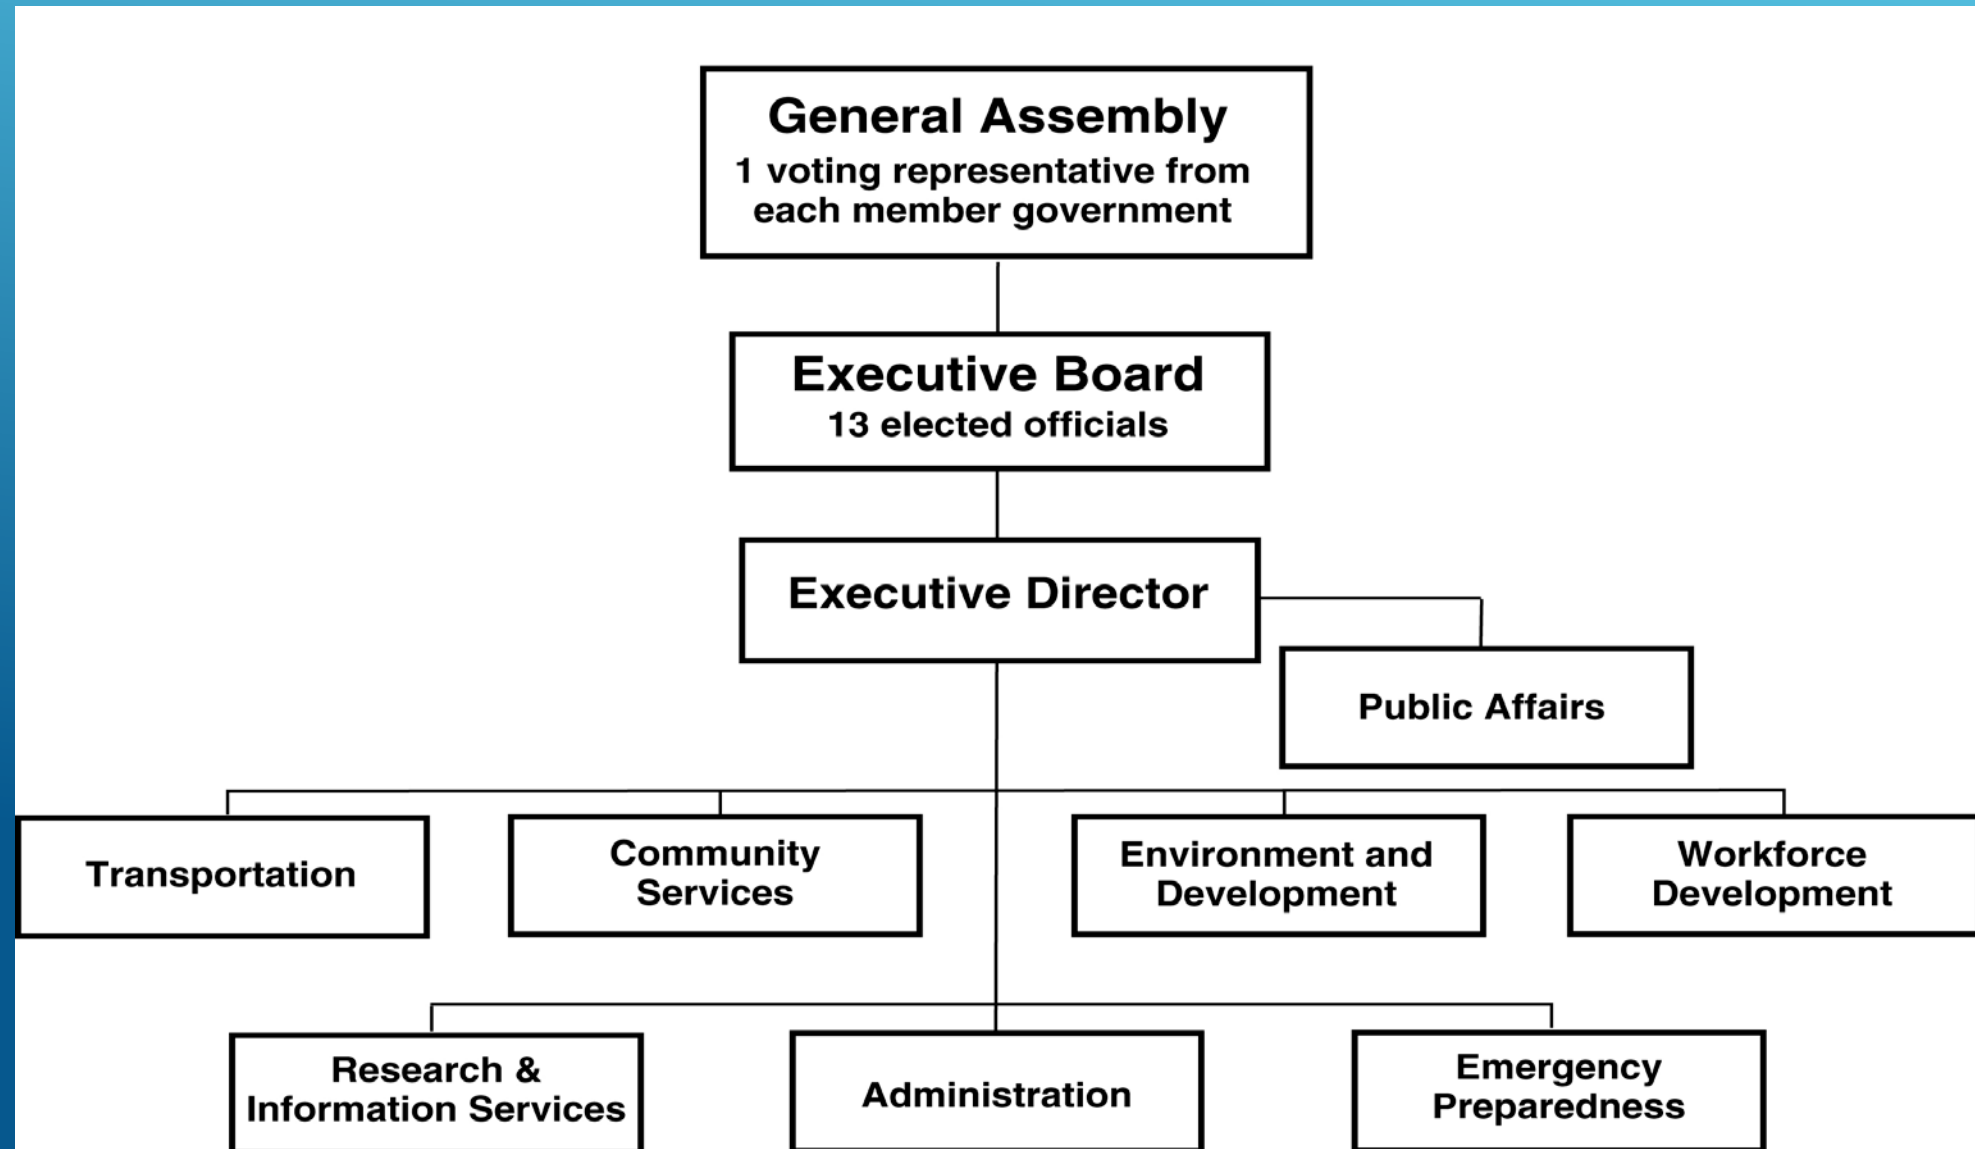 General Assembly
1 voting representative from
each member government
Executive Board
13 elected officials
Executive Director
Public Affairs
Transportation
Community
Services
Environment and
Development
Workforce
Development
Research &
Information Services
Administration
Emergency
Preparedness